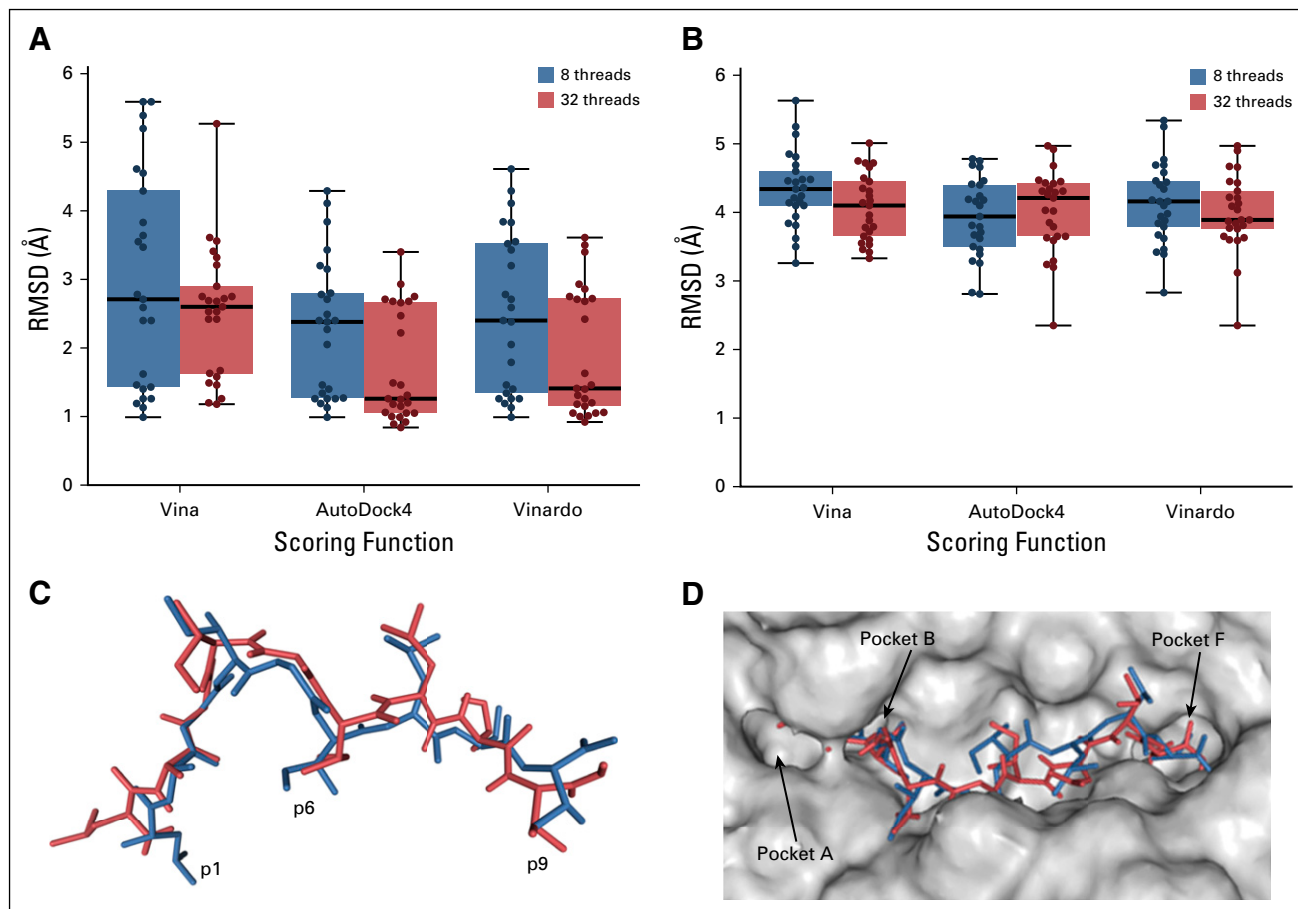 A
8 threads
32 threads
6
5
4
3
2
1
0
RMSD (Å)
Vina
AutoDock4
Vinardo
Scoring Function
B
8 threads
32 threads
6
5
4
3
2
1
0
RMSD (Å)
Vina
AutoDock4
Vinardo
Scoring Function
C
p1
p6
p9
D
Pocket B
Pocket F
Pocket A